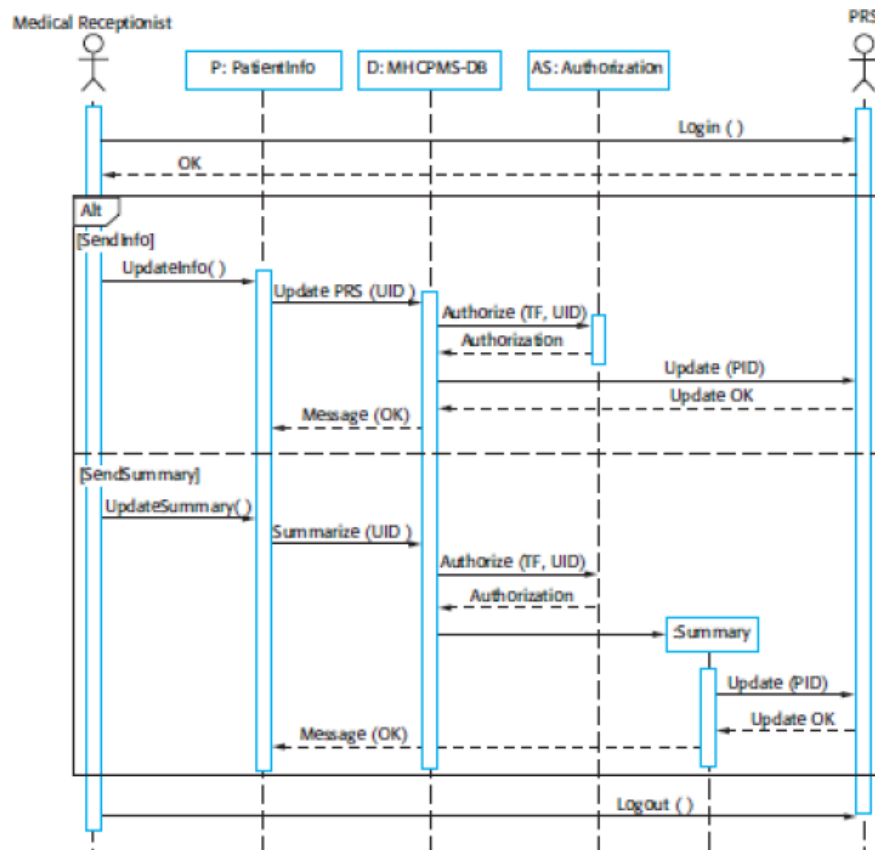 Medical Receptionist
PRS
P: PatientInfo
D: MHCPMS-DB
AS: Authorization
Login ( )
OK
Alt
[SendInfo]
UpdateInfo( )
Update PRS (UID )
Authorize (TF, UID)
Authorization
Update (PID)
Update OK
Message (OK)
[SendSummary]
UpdateSummary( )
Summarize (UID )
Authorize (TF, UID)
Authorization
:Summary
Update (PID)
Update OK
Message (OK)
Logout ( )